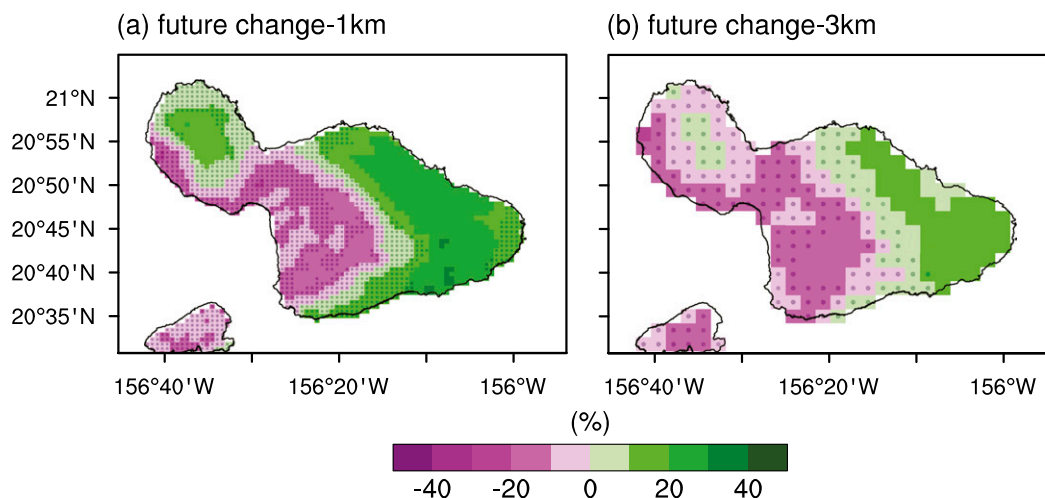 (a) future change-1km
(b) future change-3km
21°N
20°55'N
20°50'N
20°45'N
20°40'N
20°35'N
156°40'W 156°20'W 156°W
156°40'W 156°20'W 156°W
(%)
-40 -20 0 20 40